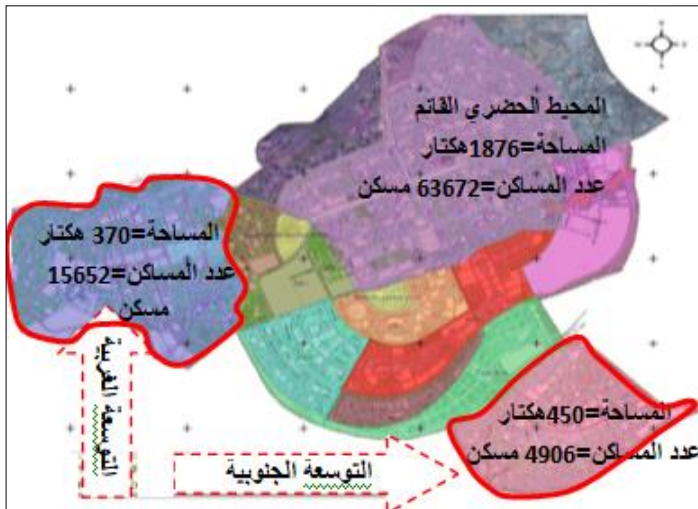 المحيط الحضري القائم
المساحة=1876هكتار
عدد المساكن=63672 مسكن
المساحة=370 هكتار
عدد المساكن=15652
مسكن
التوسعة الغربية
المساحة=450هكتار
عدد المساكن=4906 مسكن
التوسعة الجنوبية